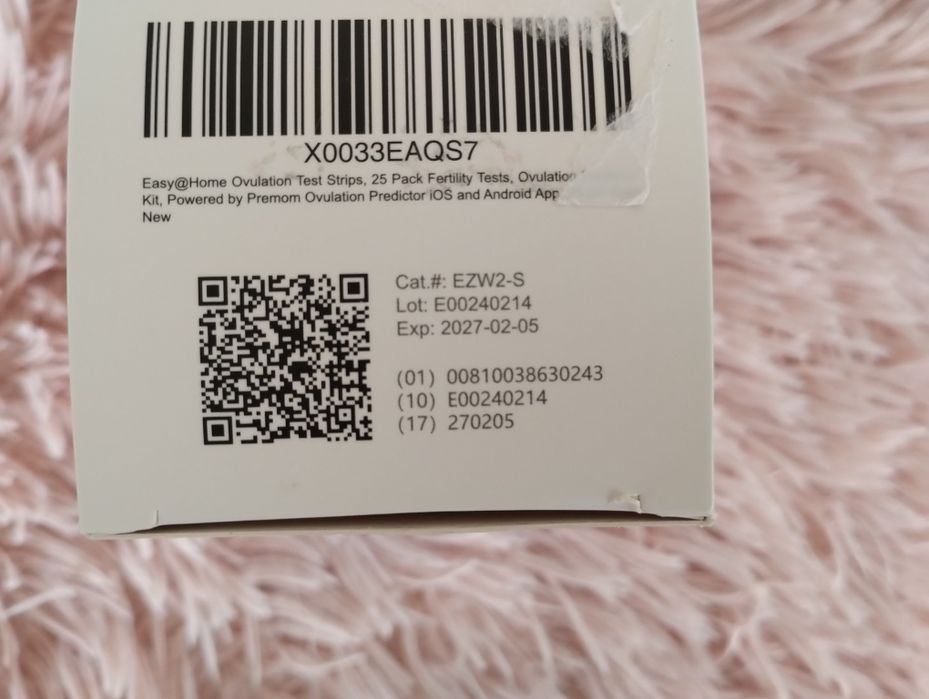 X0033EAQS7
Easy@Home Ovulation Test Strips, 25 Pack Fertility Tests, Ovulation
Kit, Powered by Premom Ovulation Predictor iOS and Android App
New
Cat.#: EZW2-S
Lot: E00240214
Exp: 2027-02-05
(01) 00810038630243
(10) E00240214
(17) 270205